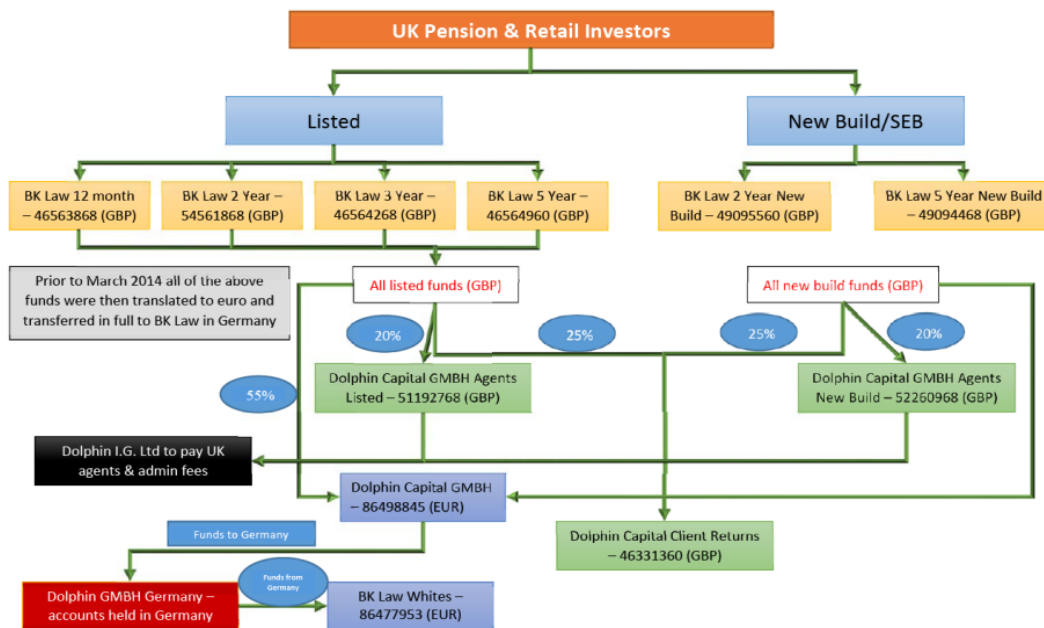 UK Pension & Retail Investors
Listed
New Build/SEB
BK Law 12 month
– 46563868 (GBP)
BK Law 2 Year –
54561868 (GBP)
BK Law 3 Year –
46564268 (GBP)
BK Law 5 Year –
46564960 (GBP)
BK Law 2 Year New
Build – 49095560 (GBP)
BK Law 5 Year New Build –
49094468 (GBP)
Prior to March 2014 all of the above
funds were then translated to euro and
transferred in full to BK Law in Germany
All listed funds (GBP)
All new build funds (GBP)
20%
25%
25%
20%
55%
Dolphin Capital GMBH Agents
Listed – 51192768 (GBP)
Dolphin Capital GMBH Agents
New Build – 52260968 (GBP)
Dolphin I.G. Ltd to pay UK
agents & admin fees
Dolphin Capital GMBH
– 86498845 (EUR)
Dolphin Capital Client Returns
– 46331360 (GBP)
Funds to Germany
Funds from
Germany
Dolphin GMBH Germany –
accounts held in Germany
BK Law Whites –
86477953 (EUR)